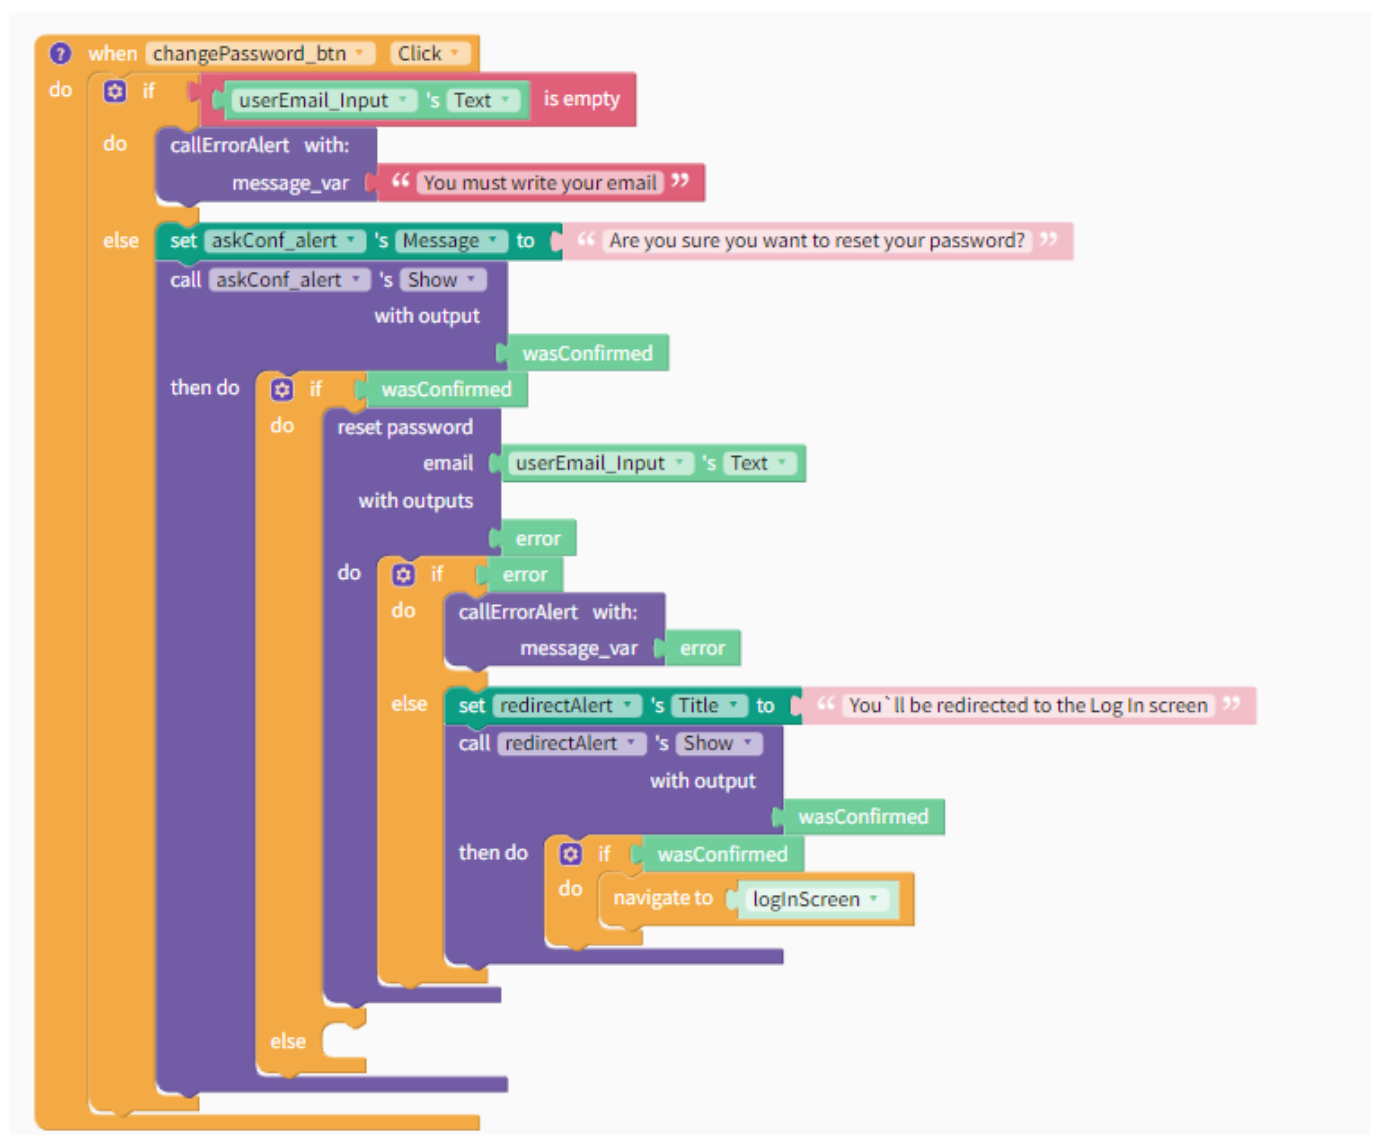 ? when changePassword_btn Click
do if userEmail_Input 's Text is empty
do callErrorAlert with:
message_var “ You must write your email ”
else set askConf_alert 's Message to “ Are you sure you want to reset your password? ”
call askConf_alert 's Show
with output
wasConfirmed
then do if wasConfirmed
do reset password
email userEmail_Input 's Text
with outputs
error
do if error
do callErrorAlert with:
message_var error
else set redirectAlert 's Title to “ You`ll be redirected to the Log In screen ”
call redirectAlert 's Show
with output
wasConfirmed
then do if wasConfirmed
do navigate to logInScreen
else